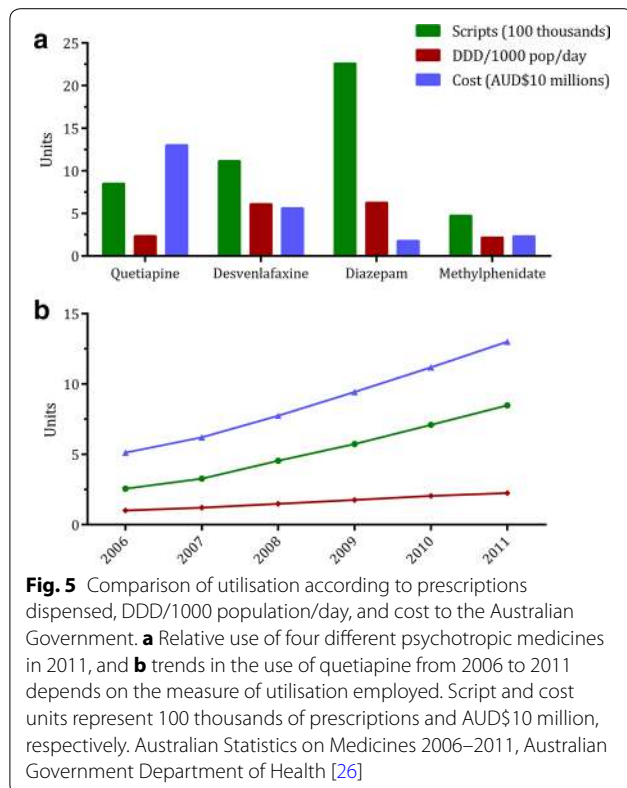 a
Scripts (100 thousands)
DDD/1000 pop/day
Cost (AUD$10 millions)
25
20
15
10
5
0
Units
Quetiapine Desvenlafaxine Diazepam Methylphenidate
b
15
10
5
0
Units
2006 2007 2008 2009 2010 2011
Fig. 5 Comparison of utilisation according to prescriptions
dispensed, DDD/1000 population/day, and cost to the Australian
Government. a Relative use of four different psychotropic medicines
in 2011, and b trends in the use of quetiapine from 2006 to 2011
depends on the measure of utilisation employed. Script and cost
units represent 100 thousands of prescriptions and AUD$10 million,
respectively. Australian Statistics on Medicines 2006–2011, Australian
Government Department of Health [26]